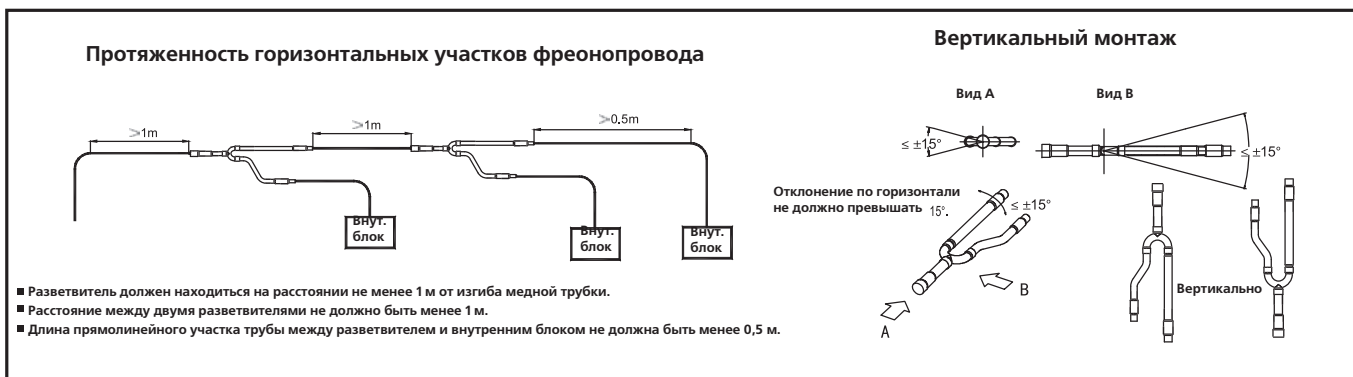 Протяженность горизонтальных участков фреонопровода
>1m
>1m
>0.5m
Внут.
блок
Внут.
блок
Внут.
блок
■ Разветвитель должен находиться на расстоянии не менее 1 м от изгиба медной трубки.
■ Расстояние между двумя разветвителями не должно быть менее 1 м.
■ Длина прямолинейного участка трубы между разветвителем и внутренним блоком не должна быть менее 0,5 м.
Вертикальный монтаж
Вид А
Вид В
≤ ±15°
≤ ±15°
Отклонение по горизонтали
не должно превышать 15°.
≤ ±15°
A
B
Вертикально